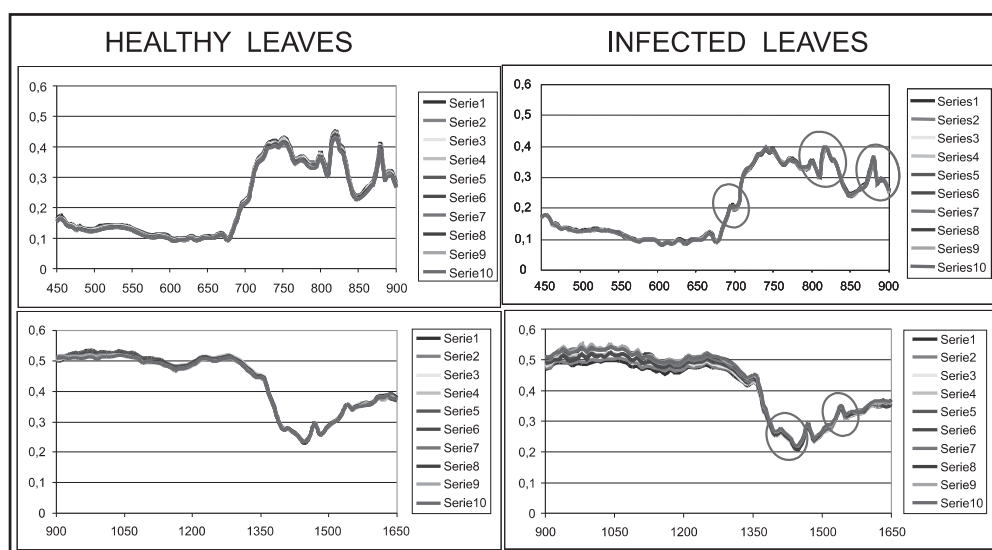 HEALTHY LEAVES
INFECTED LEAVES
0,6
0,5
0,4
0,3
0,2
0,1
0
450 500 550 600 650 700 750 800 850 900
Serie1
Serie2
Serie3
Serie4
Serie5
Serie6
Serie7
Serie8
Serie9
Serie10
0,6
0,5
0,4
0,3
0,2
0,1
0
450 500 550 600 650 700 750 800 850 900
Series1
Series2
Series3
Series4
Series5
Series6
Series7
Series8
Series9
Series10
0,6
0,5
0,4
0,3
0,2
0,1
0
900 1050 1200 1350 1500 1650
Serie1
Serie2
Serie3
Serie4
Serie5
Serie6
Serie7
Serie8
Serie9
Serie10
0,6
0,5
0,4
0,3
0,2
0,1
0
900 1050 1200 1350 1500 1650
Serie1
Serie2
Serie3
Serie4
Serie5
Serie6
Serie7
Serie8
Serie9
Serie10